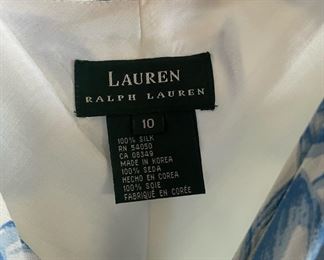 LAUREN
RALPH LAUREN
10
100% SILK
RN 54050
CA 08349
MADE IN KOREA
100% SEDA
HECHO EN COREA
100% SOIE
FABRIQUÉ EN CORÉE